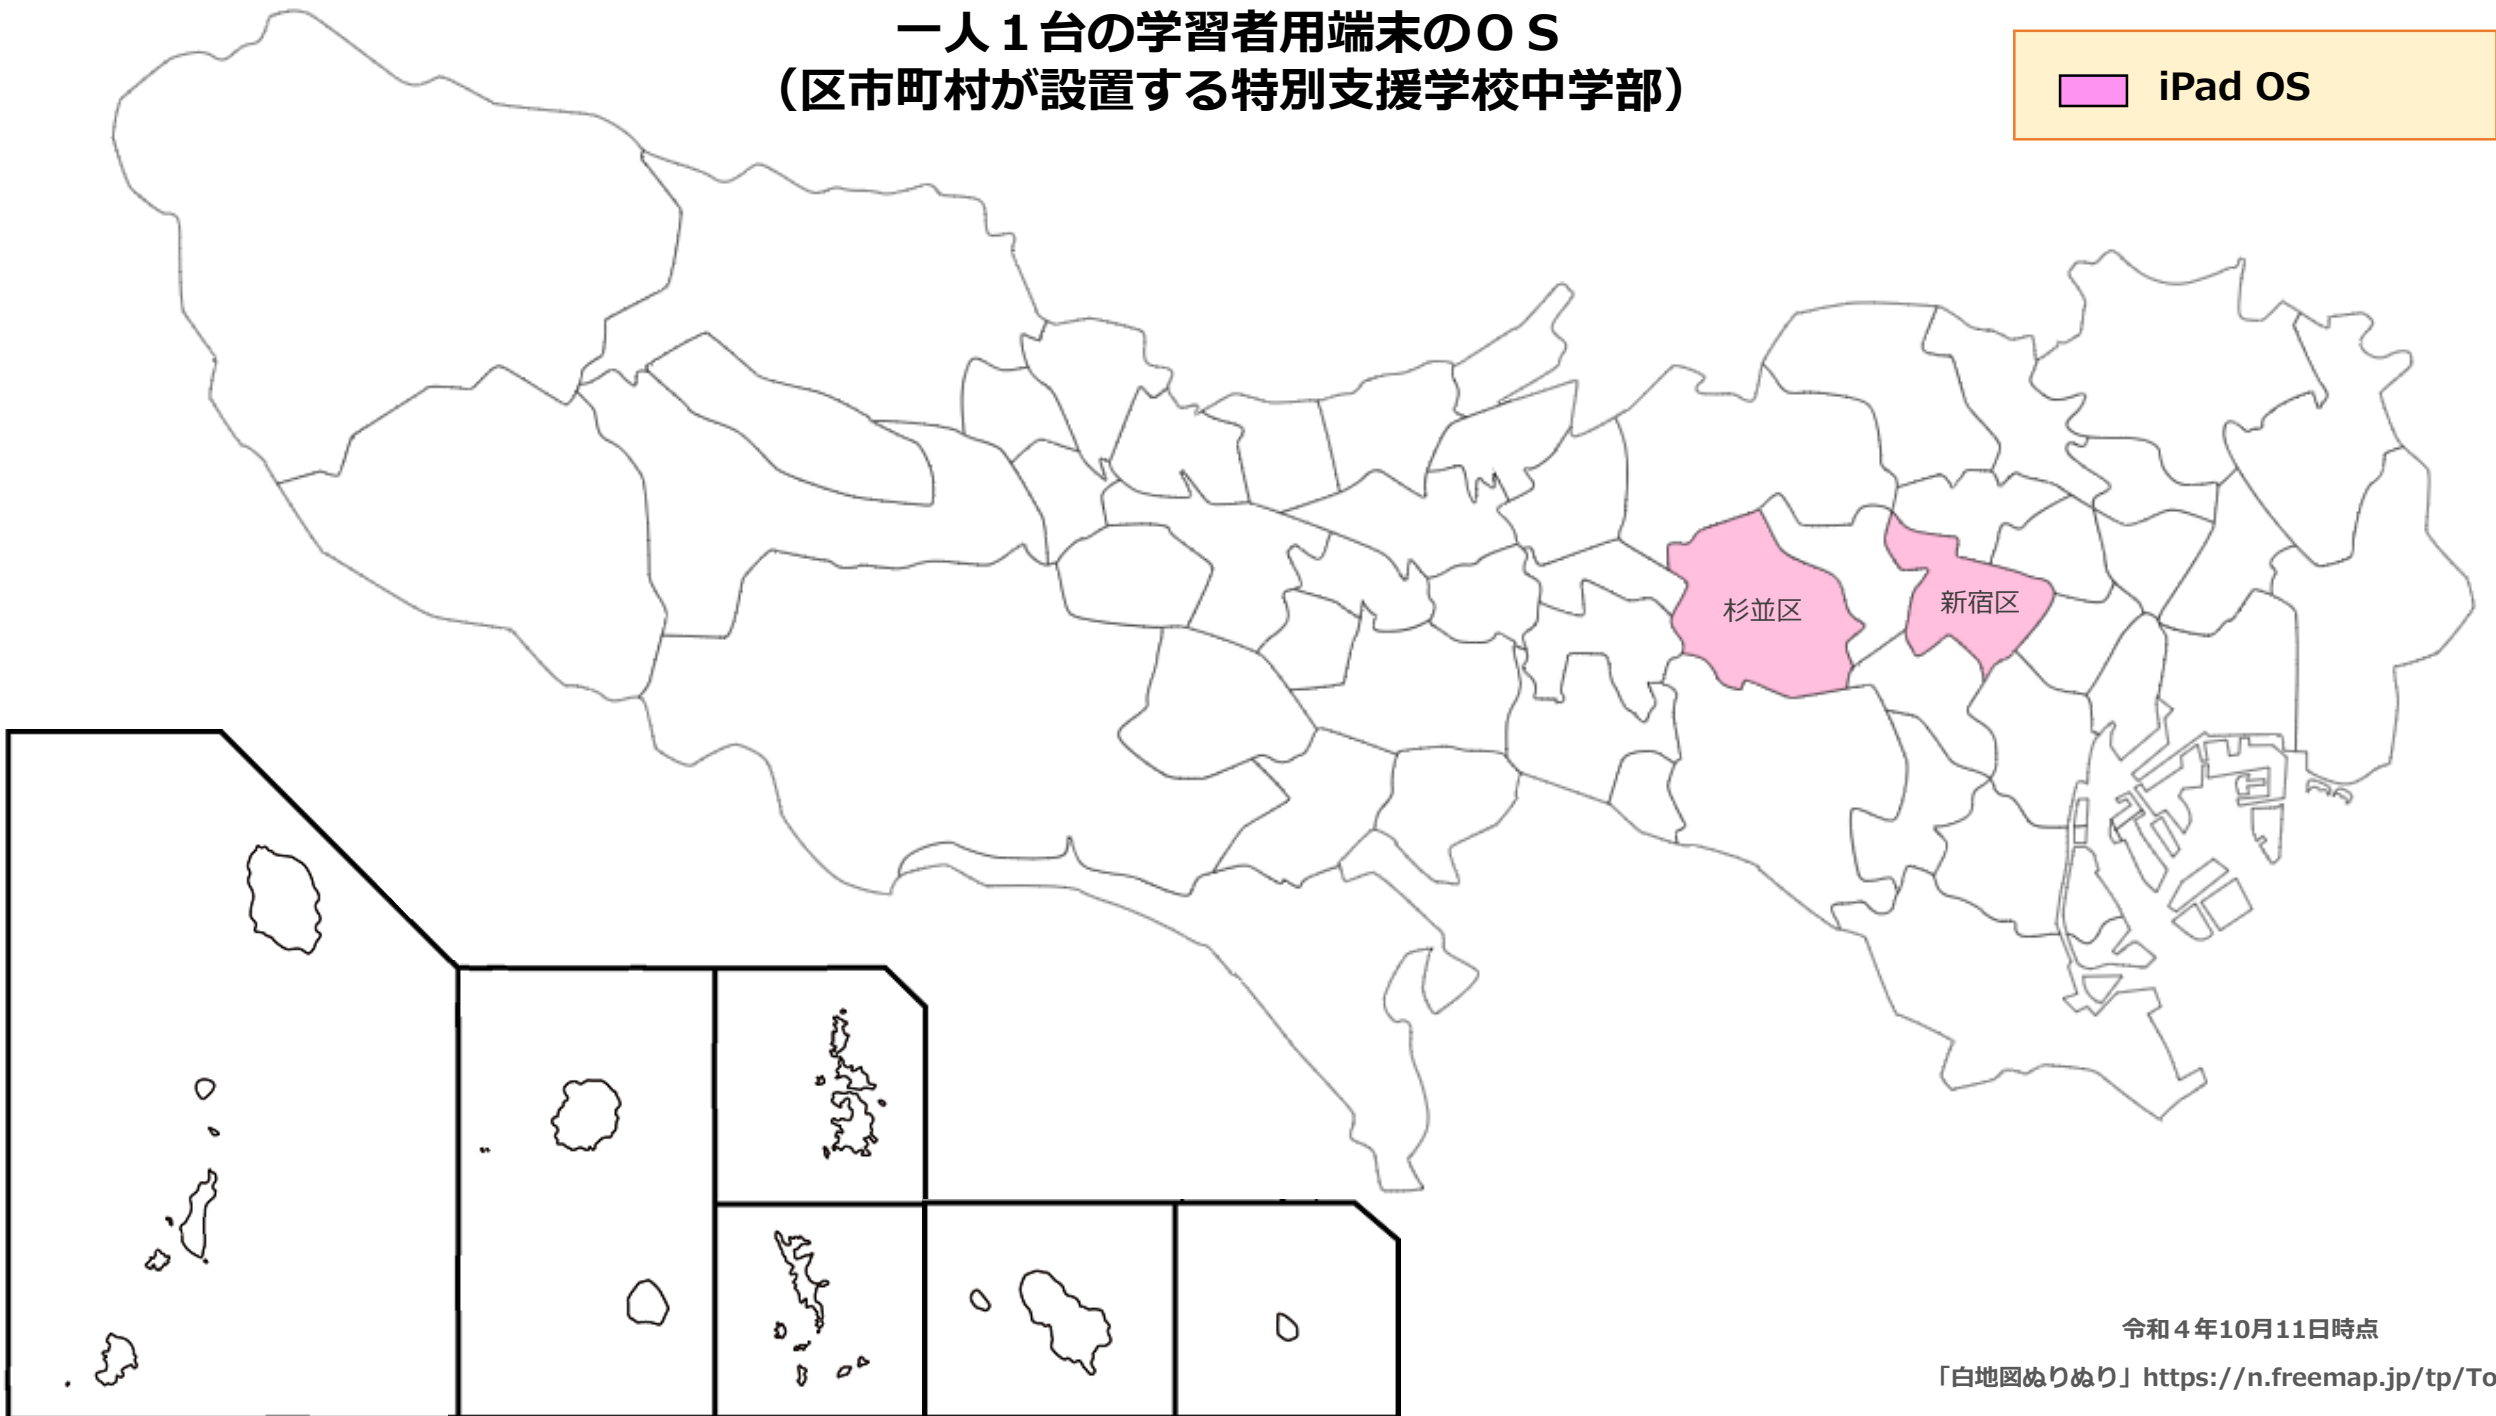 一人１台の学習者用端末のＯＳ
（区市町村が設置する特別支援学校中学部）
iPad OS
杉並区
新宿区
令和４年10月11日時点
「白地図ぬりぬり」https://n.freemap.jp/tp/To